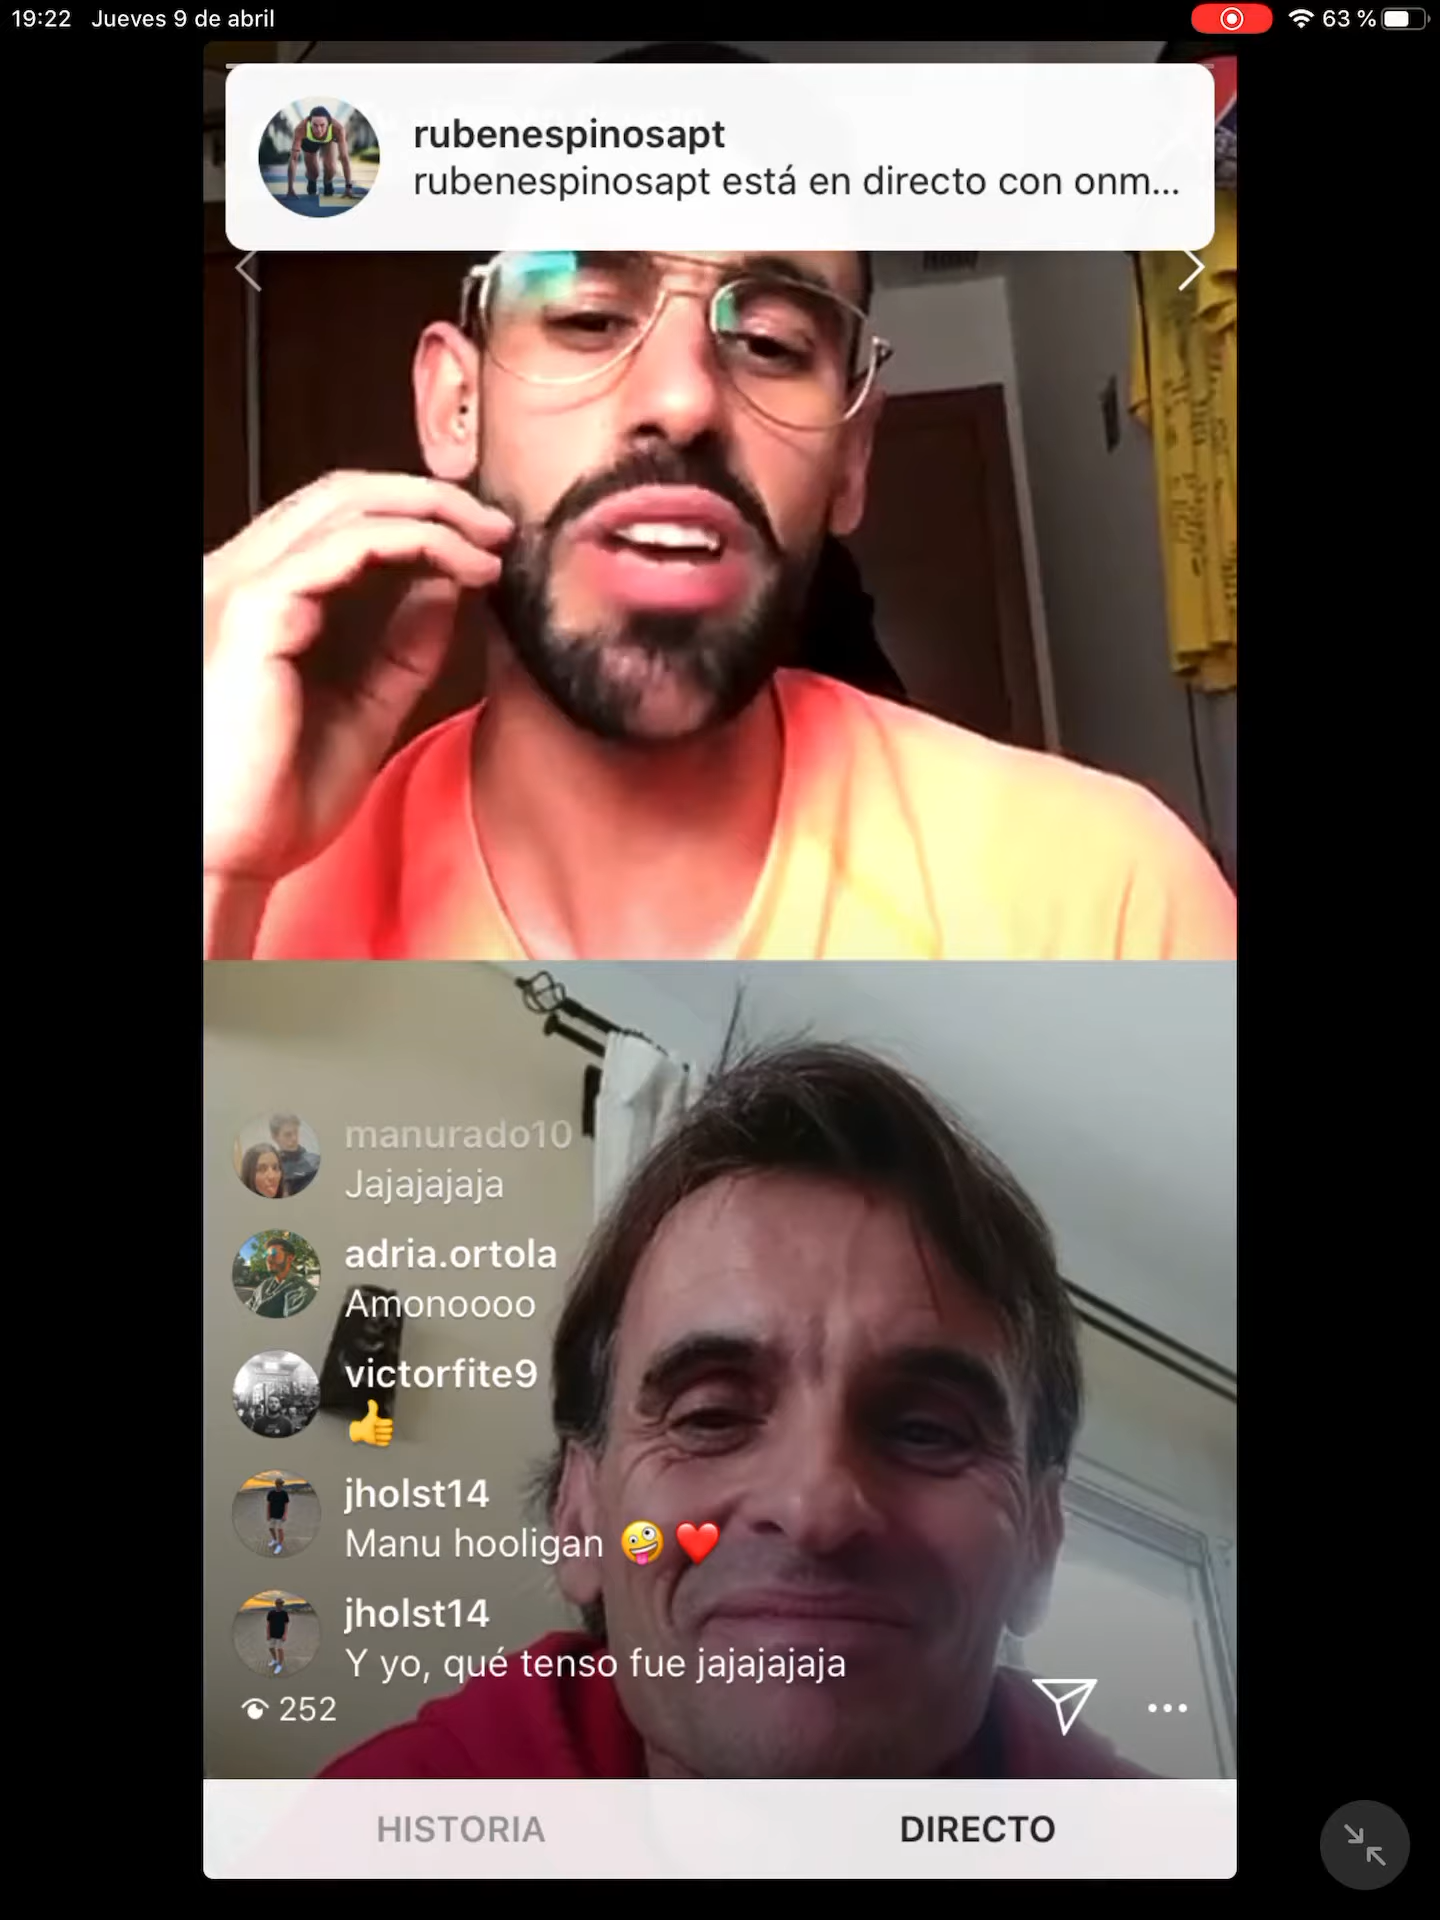 19:22 Jueves 9 de abril
63 %
rubenespinosapt
rubenespinosapt está en directo con onm...
manurado10
Jajajajaja
adria.ortola
Amonoooo
victorfite9
👍
jholst14
Manu hooligan 🤪 ❤️
jholst14
Y yo, qué tenso fue jajajajaja
252
HISTORIA
DIRECTO